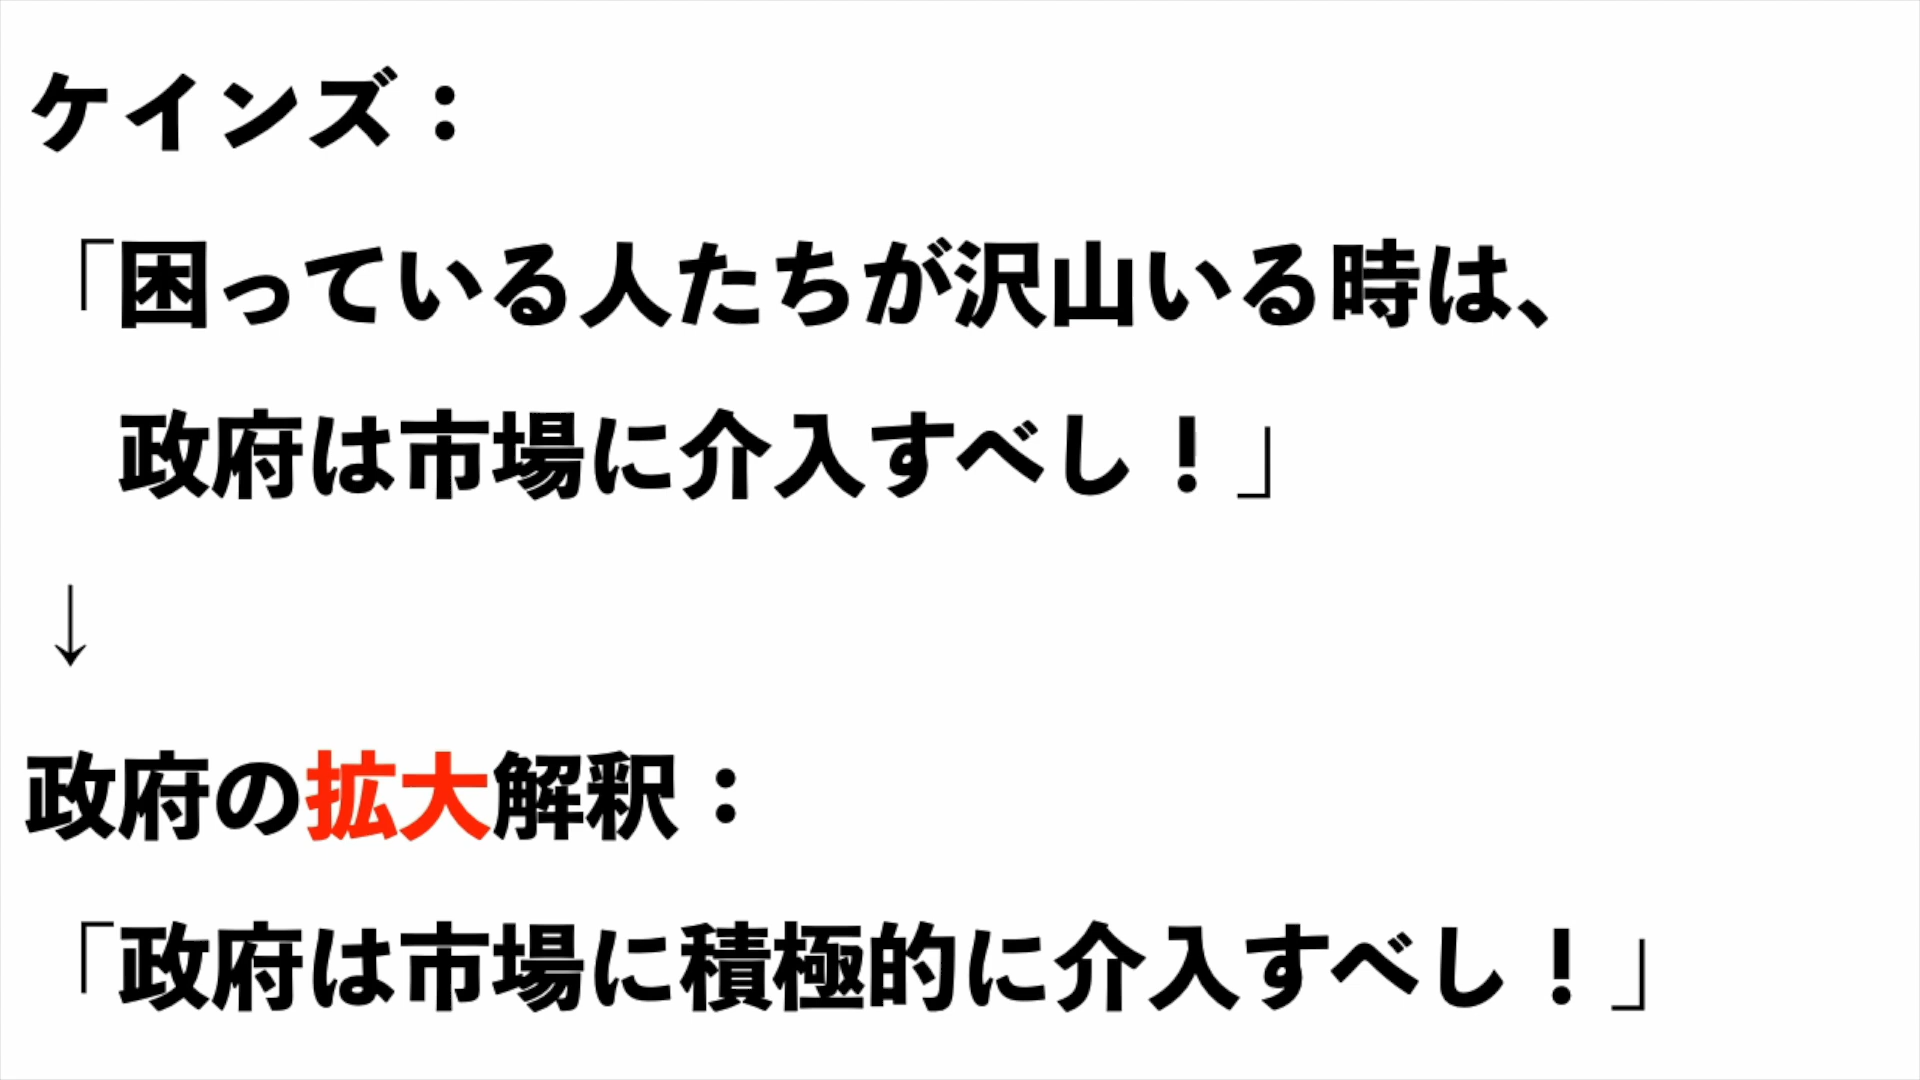 ケインズ：
「困っている人たちが沢山いる時は、
政府は市場に介入すべし！」
↓
政府の拡大解釈：
「政府は市場に積極的に介入すべし！」